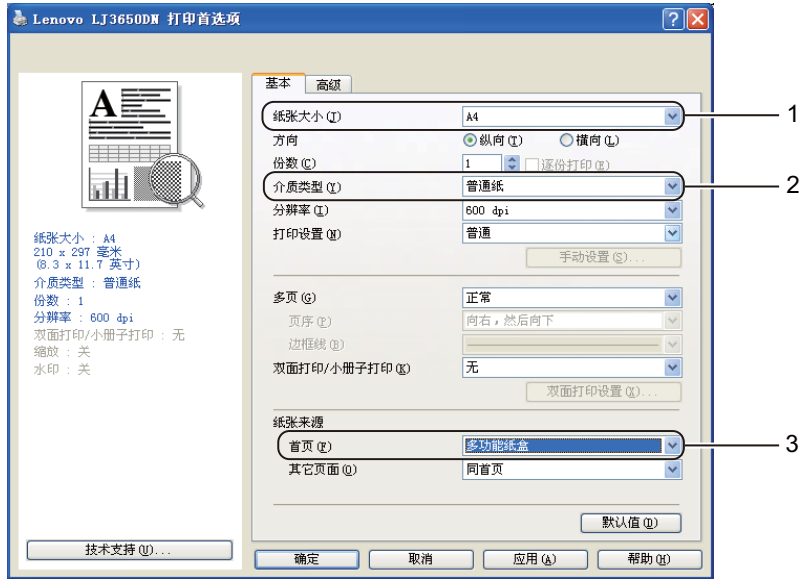 Lenovo LJ3650DN 打印首选项
基本 高级
纸张大小(J) A4 1
方向 纵向(T) 横向(L)
份数(C) 1 逐份打印(E)
介质类型(Y) 普通纸 2
分辨率(I) 600 dpi
打印设置(N) 普通
手动设置(S)...
多页(G) 正常
页序(P) 向右，然后向下
边框线(B)
双面打印/小册子打印(K) 无
双面打印设置(X)...
纸张来源
首页(F) 多功能纸盒 3
其它页面(O) 同首页
默认值(D)
A
纸张大小 : A4
210 x 297 毫米
(8.3 x 11.7 英寸)
介质类型 : 普通纸
份数 : 1
分辨率 : 600 dpi
双面打印/小册子打印 : 无
缩放 : 关
水印 : 关
技术支持(U)...
确定 取消 应用(A) 帮助(H)